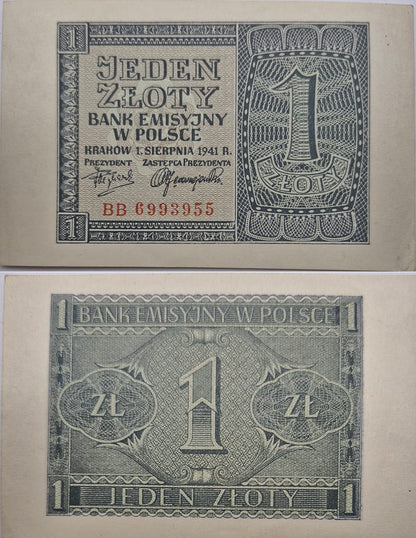 1
JEDEN
ZŁOTY
BANK EMISYJNY
W POLSCE
KRAKÓW 1. SIERPNIA 1941 R.
PREZYDENT ZASTĘPCA PREZYDENTA
BB 6993955
1
1
ZŁOTY
1 BANK EMISYJNY W POLSCE 1
ZŁ 1 ZŁ
1 JEDEN ZŁOTY 1